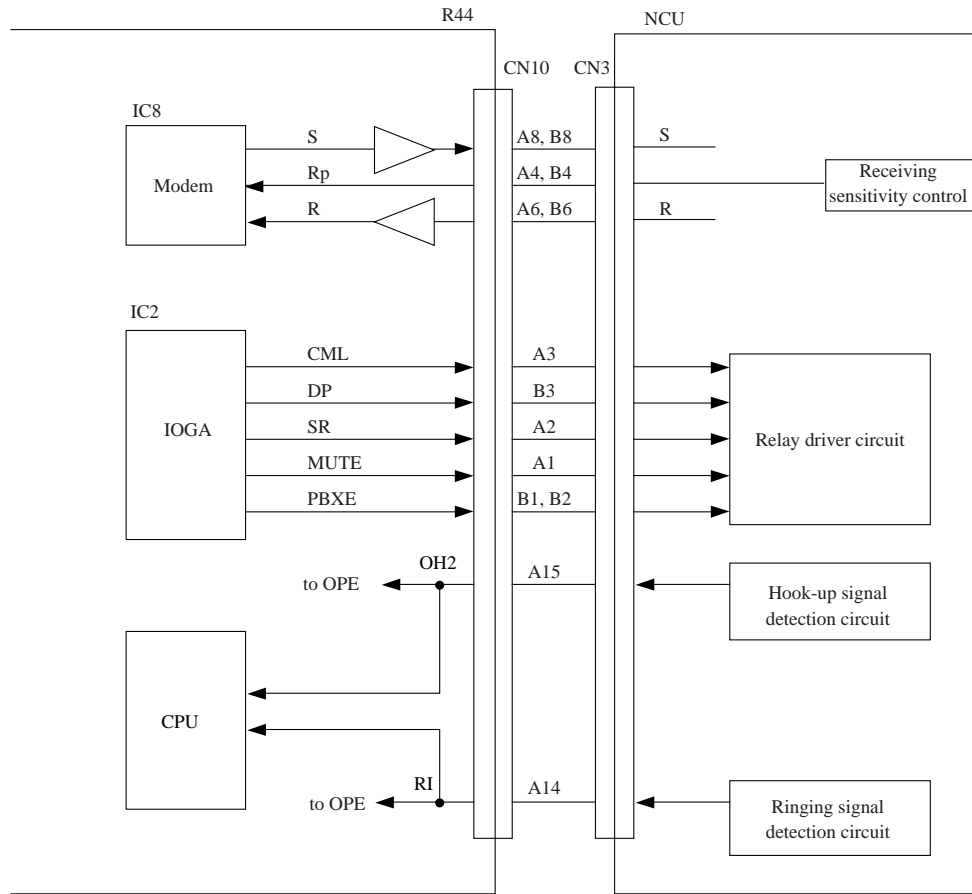 R44
NCU
CN10
CN3
IC8
Modem
S
A8, B8
S
Rp
A4, B4
Receiving
sensitivity control
R
A6, B6
R
IC2
IOGA
CML
A3
DP
B3
SR
A2
MUTE
A1
PBXE
B1, B2
Relay driver circuit
to OPE
OH2
A15
Hook-up signal
detection circuit
CPU
to OPE
RI
A14
Ringing signal
detection circuit